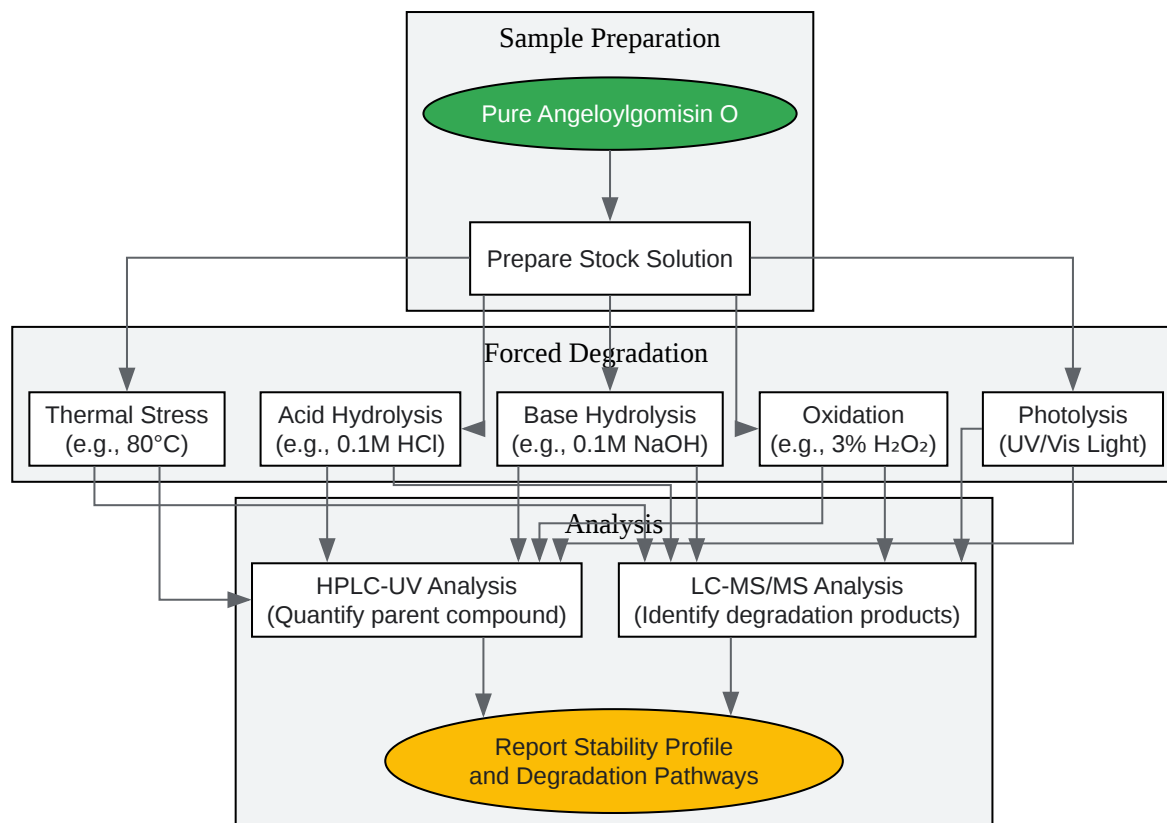 Sample Preparation
Pure Angeloylgomisin O
Prepare Stock Solution
Forced Degradation
Thermal Stress
(e.g., 80°C)
Acid Hydrolysis
(e.g., 0.1M HCl)
Base Hydrolysis
(e.g., 0.1M NaOH)
Oxidation
(e.g., 3% H₂O₂)
Photolysis
(UV/Vis Light)
Analysis
HPLC-UV Analysis
(Quantify parent compound)
LC-MS/MS Analysis
(Identify degradation products)
Report Stability Profile
and Degradation Pathways